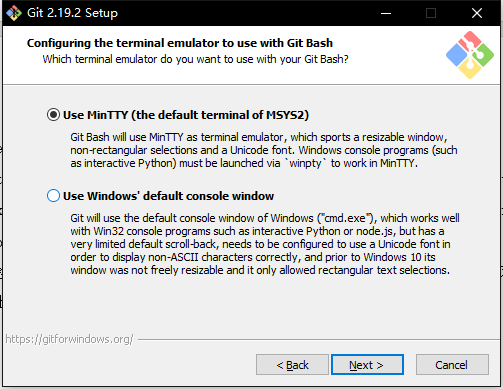 Git 2.19.2 Setup
Configuring the terminal emulator to use with Git Bash
Which terminal emulator do you want to use with your Git Bash?
Use MinTTY (the default terminal of MSYS2)
Git Bash will use MinTTY as terminal emulator, which sports a resizable window,
non-rectangular selections and a Unicode font. Windows console programs (such
as interactive Python) must be launched via `winpty` to work in MinTTY.
Use Windows' default console window
Git will use the default console window of Windows ("cmd.exe"), which works well
with Win32 console programs such as interactive Python or node.js, but has a
very limited default scroll-back, needs to be configured to use a Unicode font in
order to display non-ASCII characters correctly, and prior to Windows 10 its
window was not freely resizable and it only allowed rectangular text selections.
https://gitforwindows.org/
< Back
Next >
Cancel